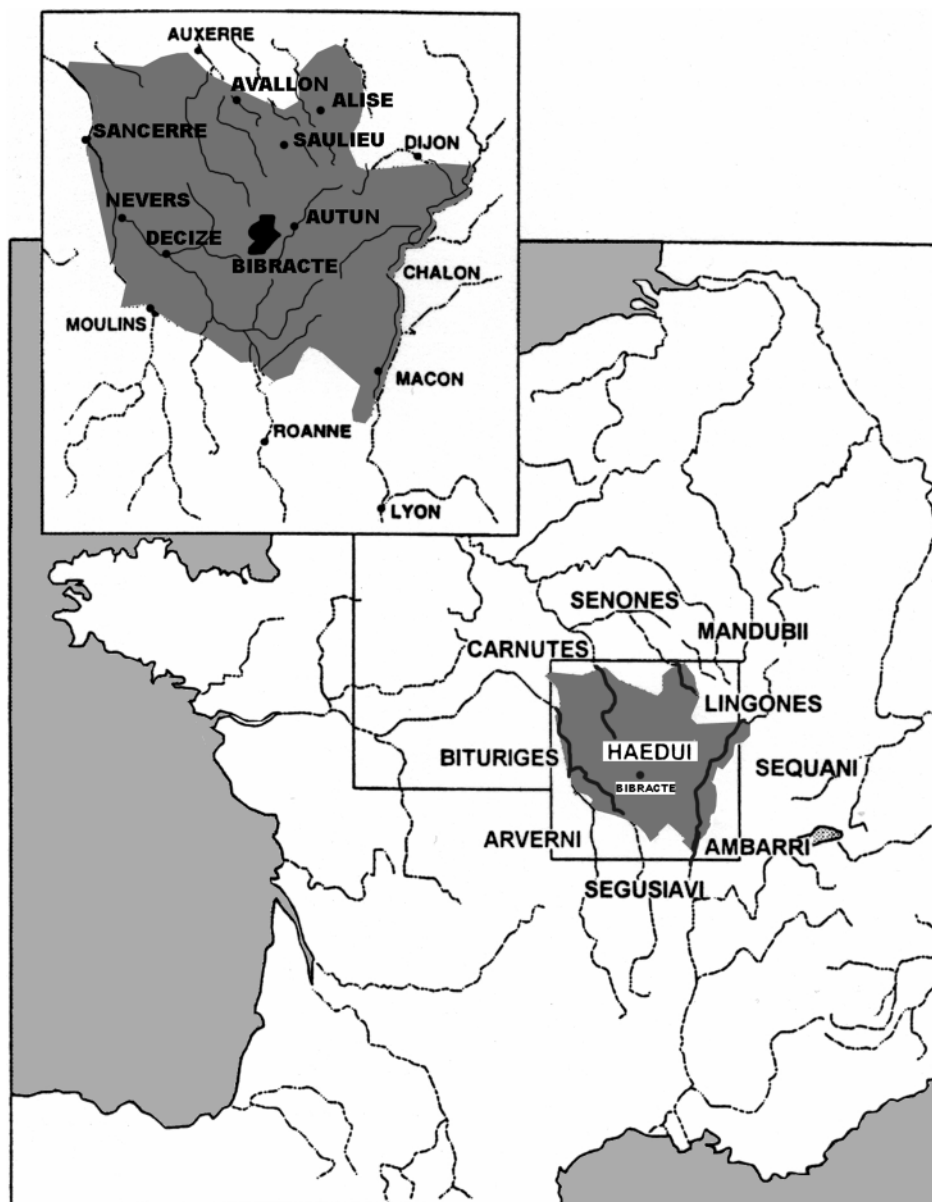 AUXERRE
AVALLON
ALISE
SANCERRE
SAULIEU
DIJON
NEVERS
AUTUN
DECIZE
BIBRACTE
CHALON
MOULINS
MACON
ROANNE
LYON
SENONES
MANDUBII
CARNUTES
LINGONES
HAEDUI
BITURIGES
SEQUANI
BIBRACTE
ARVERNI
AMBARRI
SEGUSIAVI